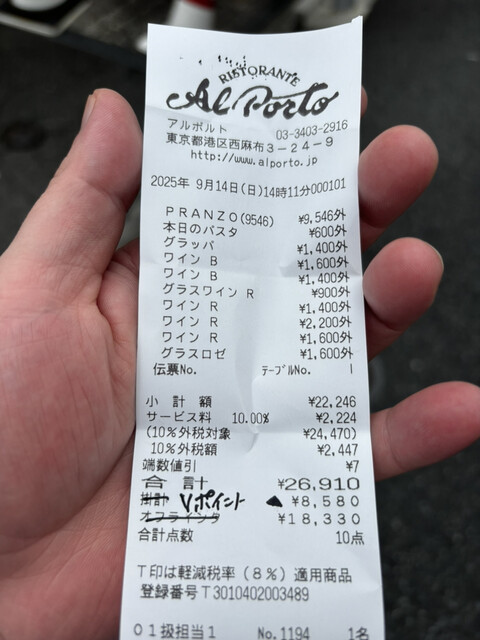 RISTORANTE
Al Porto
アルポルト 03-3403-2916
東京都港区西麻布3-24-9
http://www.alporto.jp
2025年 9月14日(日)14時11分000101
PRANZO(9546) ¥9,546外
本日のパスタ ¥600外
グラッパ ¥1,400外
ワイン B ¥1,600外
ワイン B ¥1,400外
グラスワイン R ¥900外
ワイン R ¥1,400外
ワイン R ¥2,200外
ワイン R ¥1,600外
グラスロゼ ¥1,600外
伝票No. テーブルNo. 1
小 計 額 ¥22,246
サービス料 10.00% ¥2,224
(10%外税対象 ¥24,470)
10%外税額 ¥2,447
端数値引 ¥7
合 計 ¥26,910
掛計 Vポイント ▲ ¥8,580
オフラインタ ¥18,330
合計点数 10点
T印は軽減税率(8%)適用商品
登録番号T3010402003489
01扱担当1 No.1194 1名